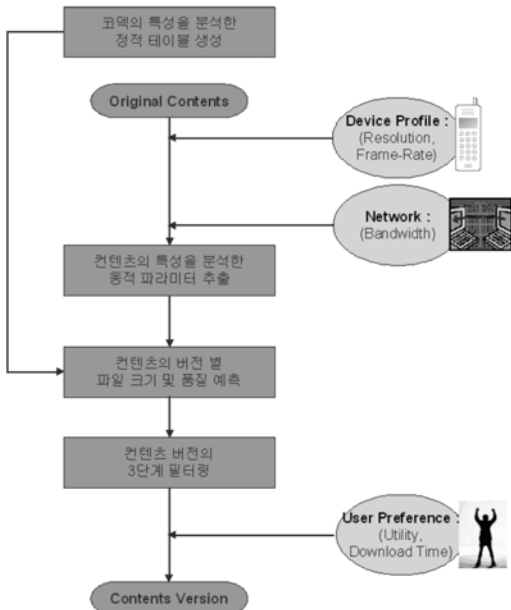 코덱의 특성을 분석한
정적 테이블 생성
Original Contents
Device Profile :
(Resolution,
Frame-Rate)
Network :
(Bandwidth)
컨텐츠의 특성을 분석한
동적 파라미터 추출
컨텐츠의 버전 별
파일 크기 및 품질 예측
컨텐츠 버전의
3단계 필터링
User Preference :
(Utility,
Download Time)
Contents Version